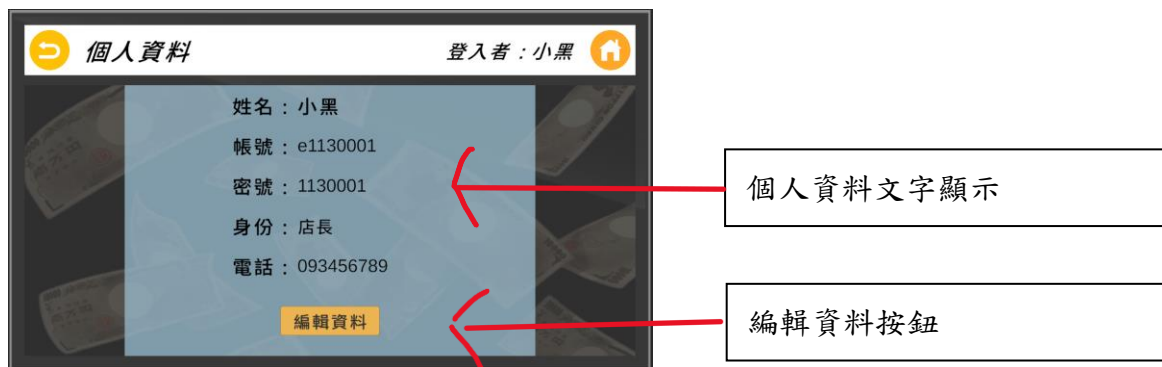 個人資料
登入者：小黑
姓名：小黑
帳號：e1130001
密號：1130001
身份：店長
電話：093456789
編輯資料
個人資料文字顯示
編輯資料按鈕